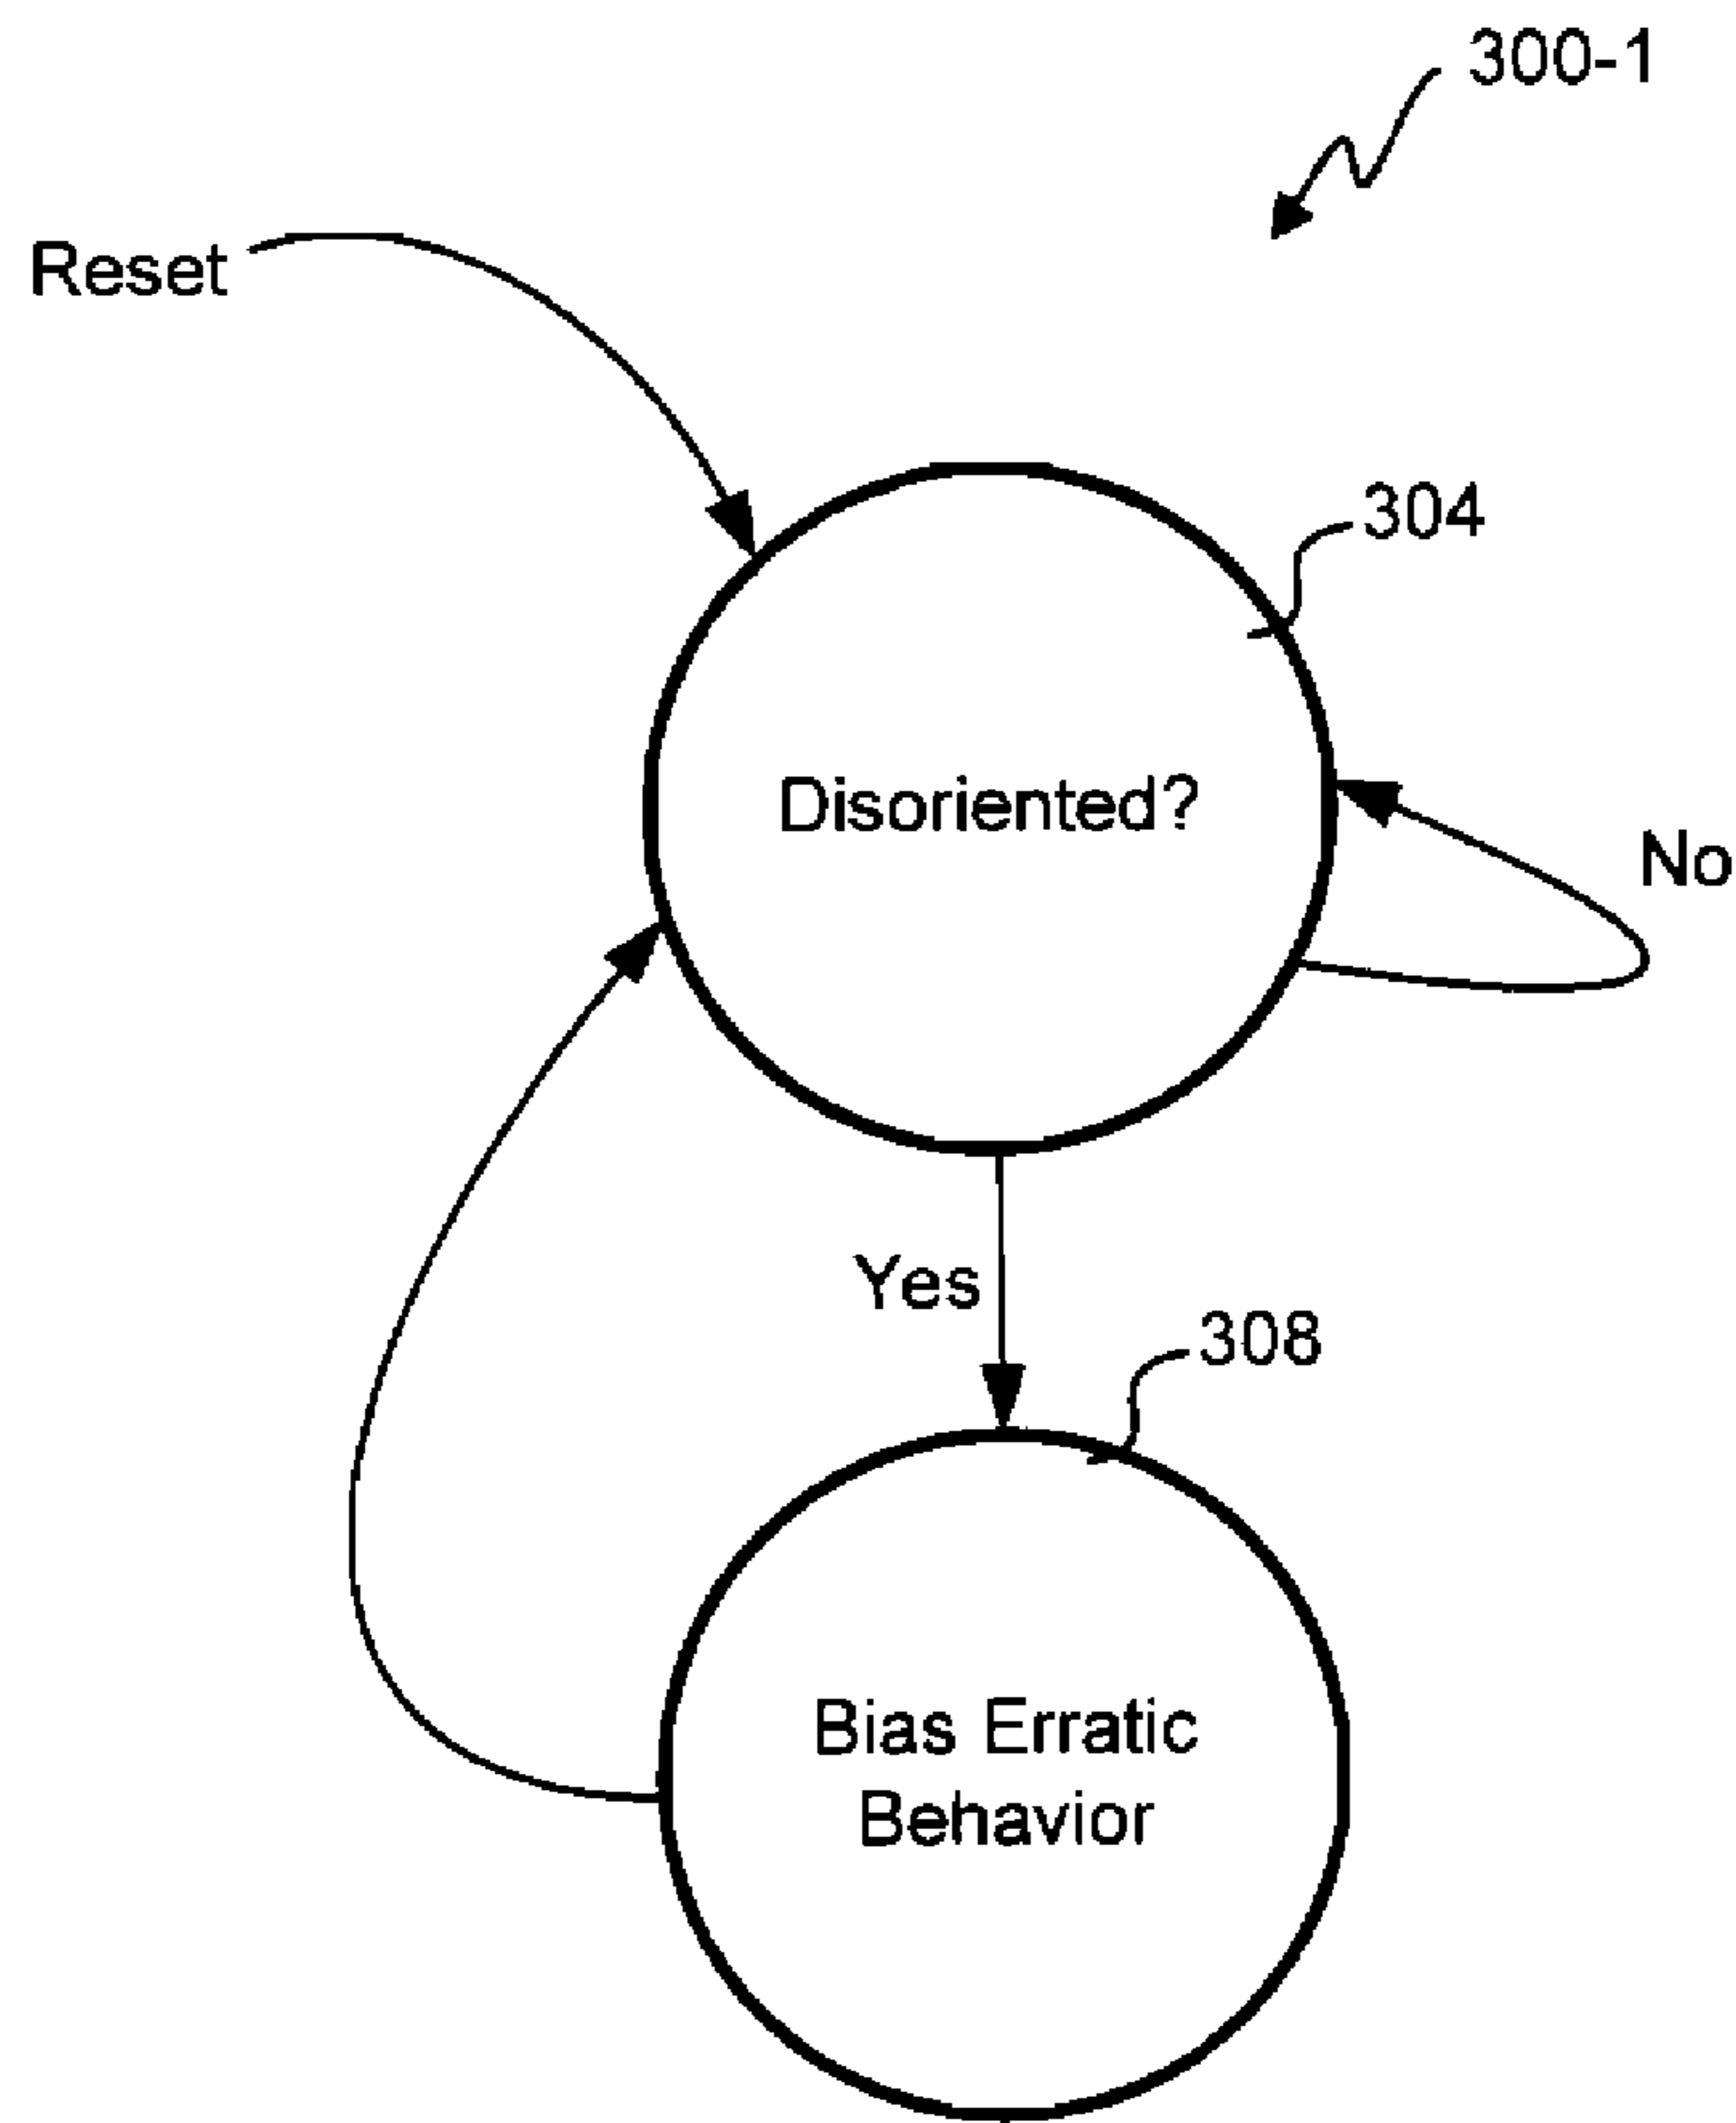 300-1
Reset
304
Disoriented?
No
Yes
308
Bias Erratic
Behavior